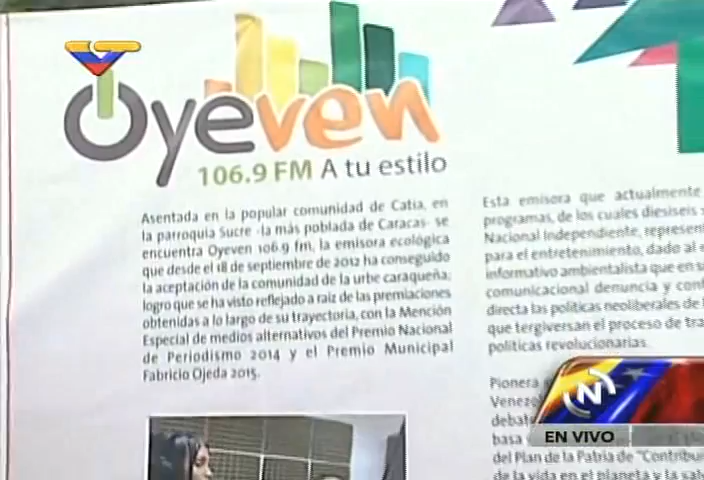 Oyeven
106.9 FM A tu estilo
Asentada en la popular comunidad de Catia, en
la parroquia Sucre -la más poblada de Caracas- se
encuentra Oyeven 106.9 fm, la emisora ecológica
que desde el 18 de septiembre de 2012 ha conseguido
la aceptación de la comunidad de la urbe caraqueña;
logro que se ha visto reflejado a raíz de las premiaciones
obtenidas a lo largo de su trayectoria, con la Mención
Especial de medios alternativos del Premio Nacional
de Periodismo 2014 y el Premio Municipal
Fabricio Ojeda 2015.
Esta emisora que actualmente
programas, de los cuales dieciseis
Nacional Independiente, represen
para el entretenimiento, dado al
informativo ambientalista que en su
comunicacional denuncia y con
directa las políticas neoliberales de
que tergiversan el proceso de tra
políticas revolucionarias.
Pionera
Venezo
debate
basa
del Plan de la Patria de "Contribu
de la vida en el planeta y la sal
N
EN VIVO